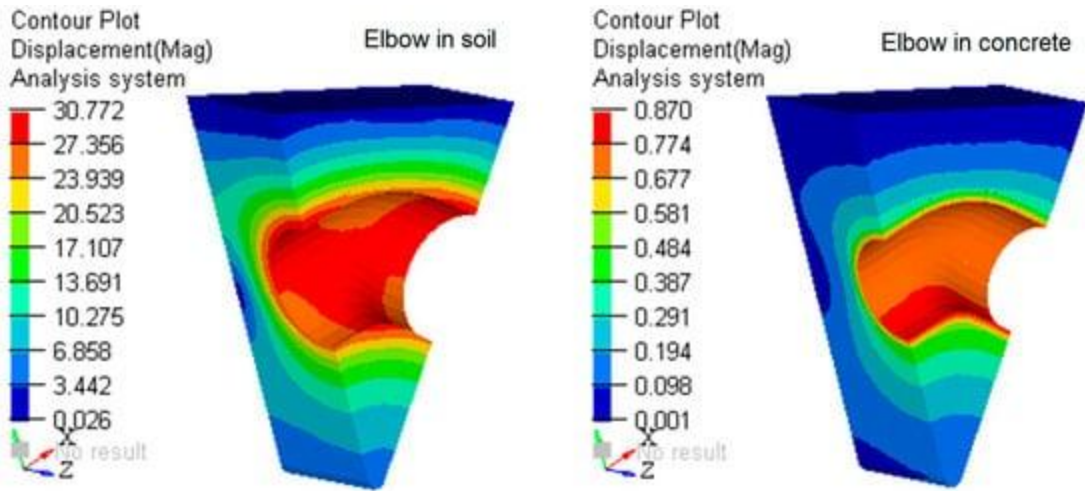 Contour Plot
Displacement(Mag)
Analysis system
Elbow in soil
30.772
27.356
23.939
20.523
17.107
13.691
10.275
6.858
3.442
0.026
No result
X
Z
Contour Plot
Displacement(Mag)
Analysis system
Elbow in concrete
0.870
0.774
0.677
0.581
0.484
0.387
0.291
0.194
0.098
0.001
No result
X
Z